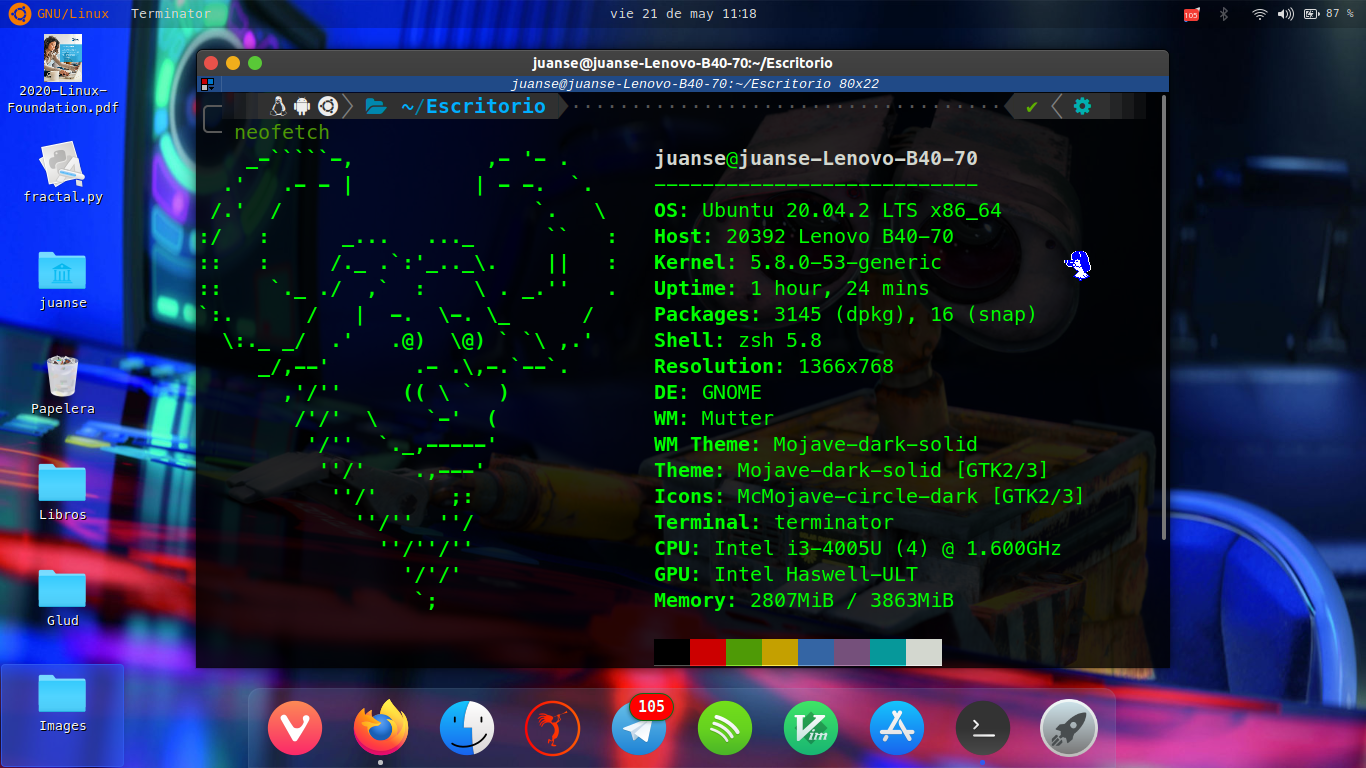 GNU/Linux Terminator vie 21 de may 11:18 105 87 %
2020-Linux-
Foundation.pdf
fractal.py
juanse
Papelera
Libros
Glud
Images
juanse@juanse-Lenovo-B40-70:~/Escritorio
juanse@juanse-Lenovo-B40-70:~/Escritorio 80x22
~/Escritorio
neofetch
juanse@juanse-Lenovo-B40-70
---------------------------
OS: Ubuntu 20.04.2 LTS x86_64
Host: 20392 Lenovo B40-70
Kernel: 5.8.0-53-generic
Uptime: 1 hour, 24 mins
Packages: 3145 (dpkg), 16 (snap)
Shell: zsh 5.8
Resolution: 1366x768
DE: GNOME
WM: Mutter
WM Theme: Mojave-dark-solid
Theme: Mojave-dark-solid [GTK2/3]
Icons: McMojave-circle-dark [GTK2/3]
Terminal: terminator
CPU: Intel i3-4005U (4) @ 1.600GHz
GPU: Intel Haswell-ULT
Memory: 2807MiB / 3863MiB
105
Vim